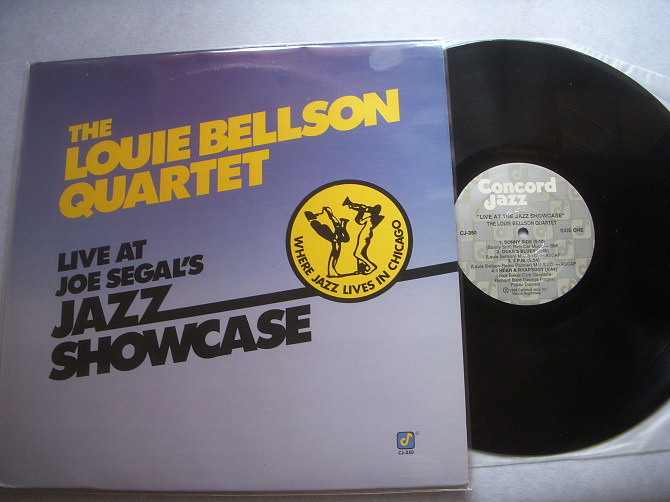 THE
LOUIE BELLSON
QUARTET
LIVE AT
JOE SEGAL'S
JAZZ
SHOWCASE
WHERE JAZZ LIVES IN CHICAGO
CJ-350
Concord
Jazz
"LIVE AT THE JAZZ SHOWCASE"
THE LOUIE BELLSON QUARTET
CJ-350
SIDE ONE
1. SONNY SIDE
2. DUKE'S BLUES
3. 3 P.M.
4. I HEAR A RHAPSODY